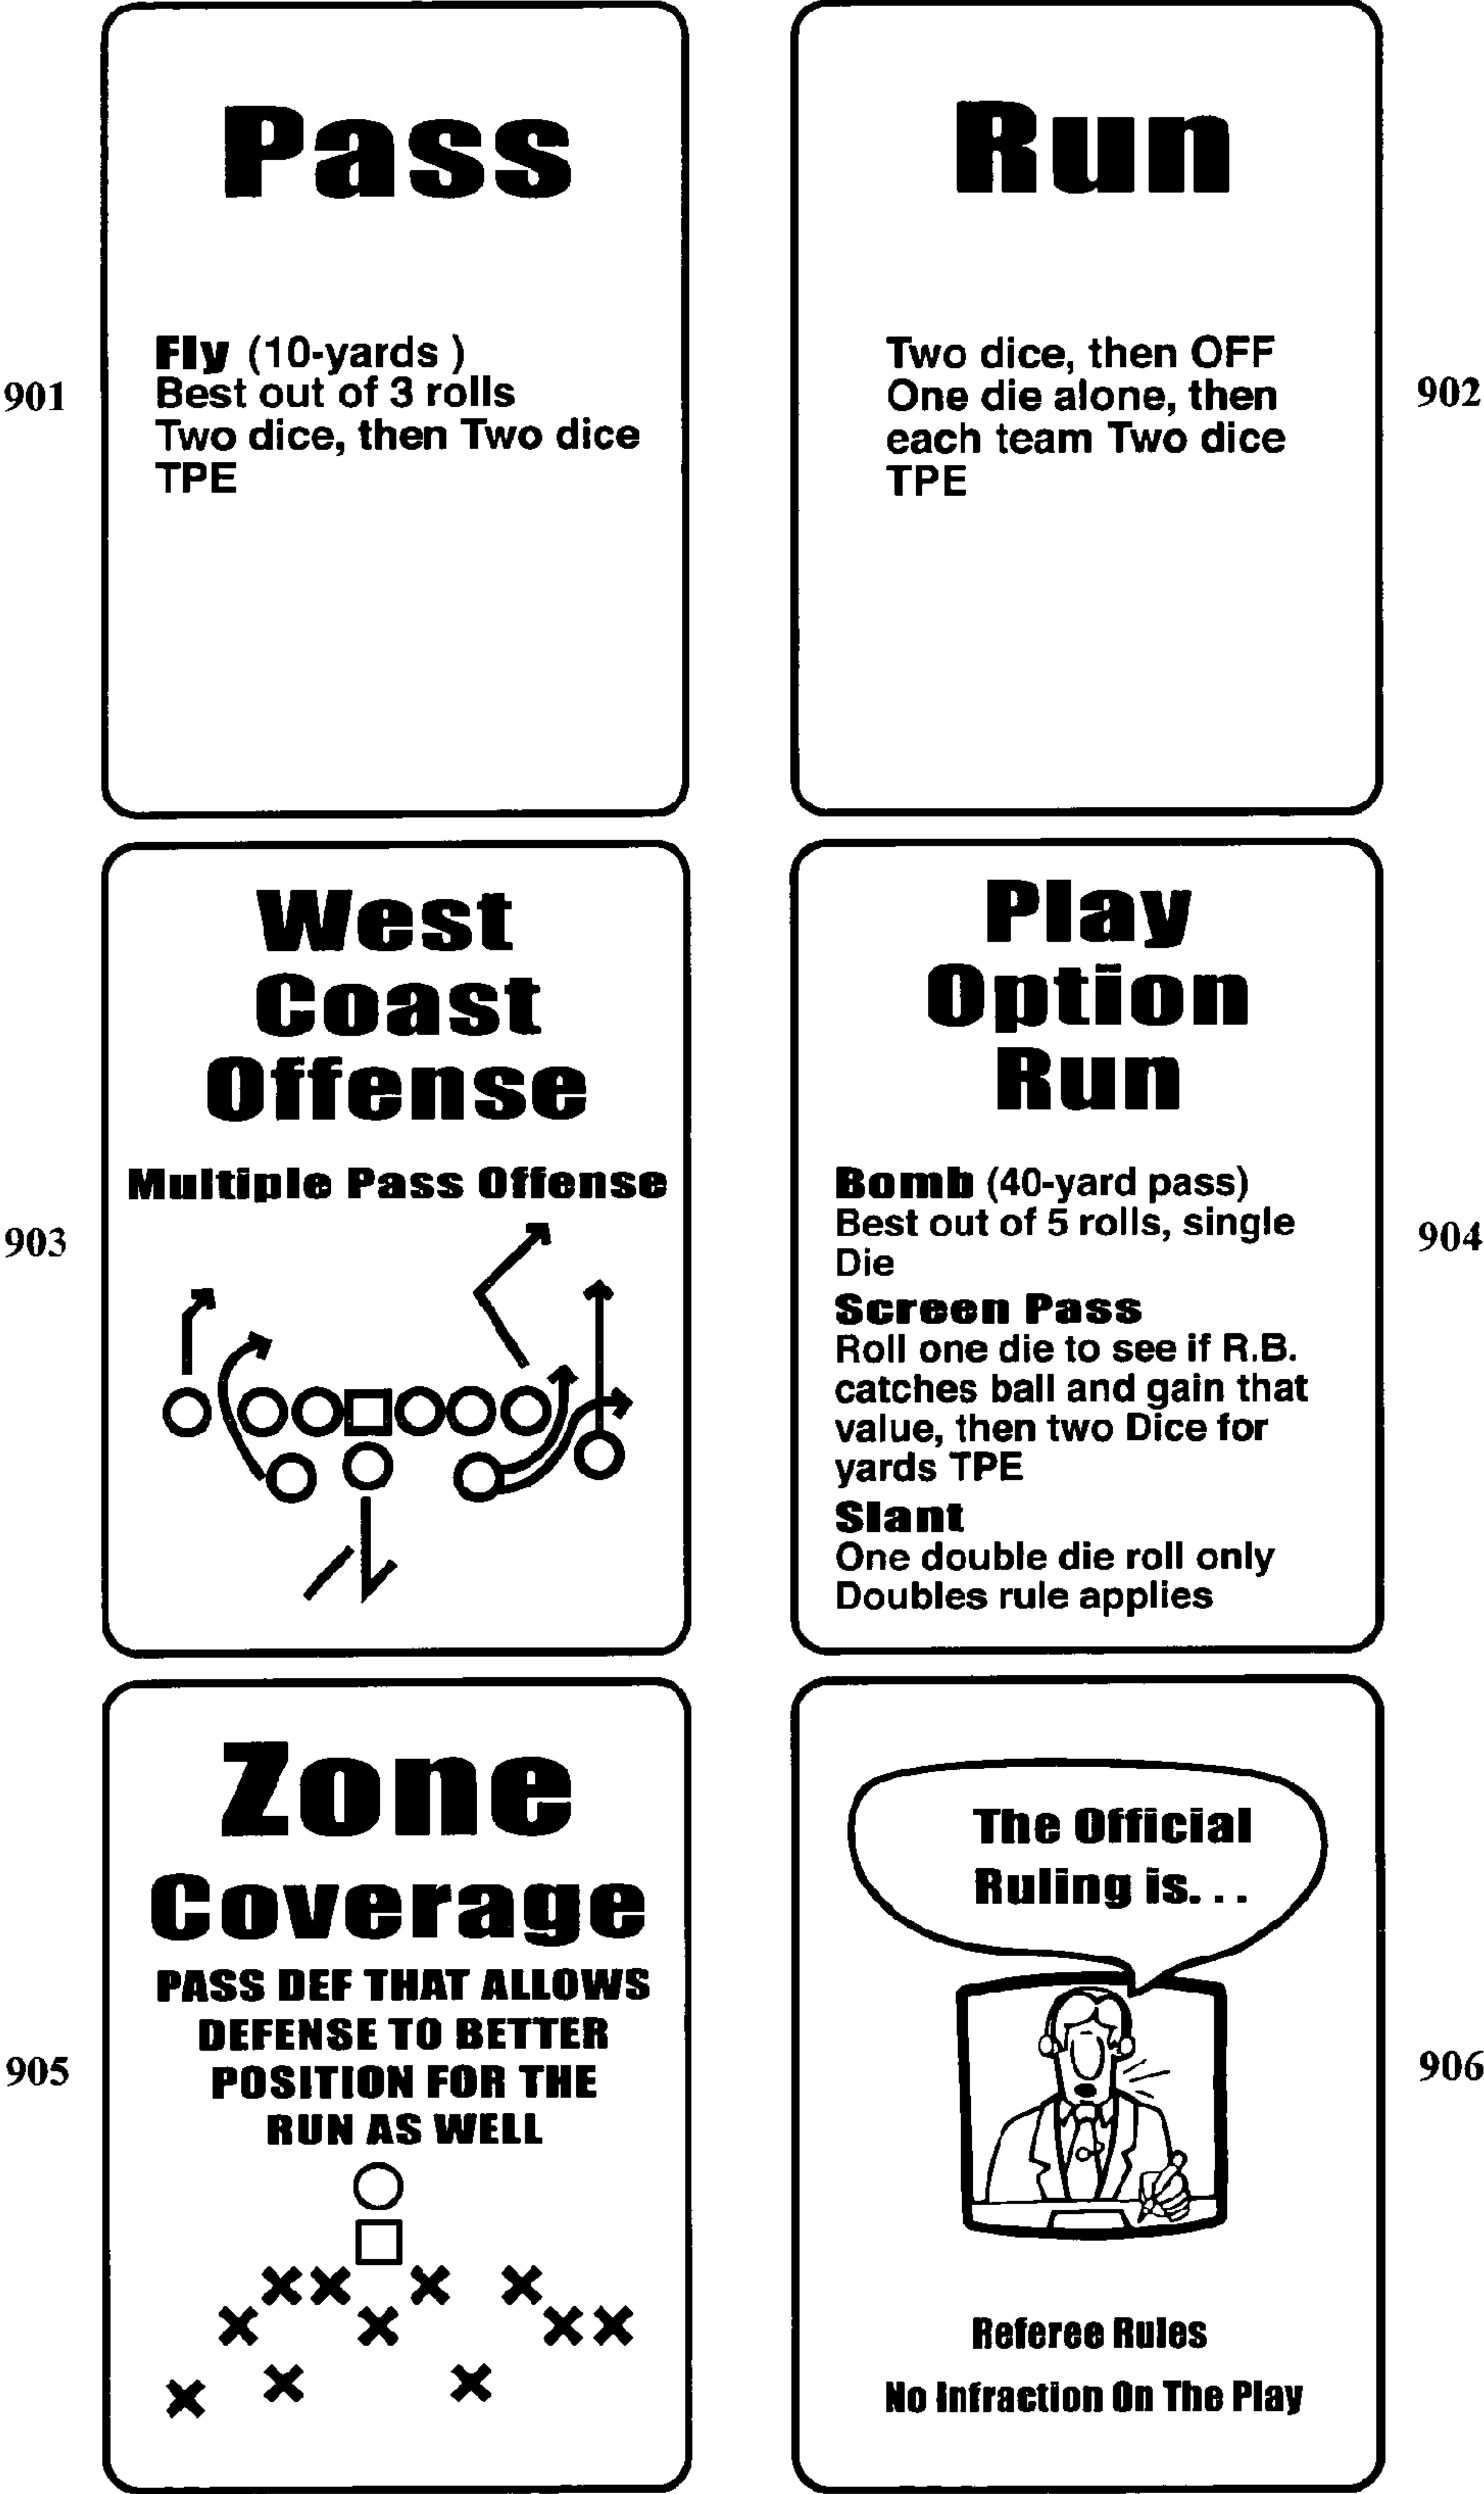 Pass
901
Fly (10-yards )
Best out of 3 rolls
Two dice, then Two dice
TPE
Run
902
Two dice, then OFF
One die alone, then
each team Two dice
TPE
West
Coast
Offense
Multiple Pass Offense
903
Play
Option
Run
Bomb (40-yard pass)
Best out of 5 rolls, single
Die
904
Screen Pass
Roll one die to see if R.B.
catches ball and gain that
value, then two Dice for
yards TPE
Slant
One double die roll only
Doubles rule applies
Zone
Coverage
PASS DEF THAT ALLOWS
DEFENSE TO BETTER
POSITION FOR THE
RUN AS WELL
905
The Official
Ruling is. . .
906
Referee Rules
No Infraction On The Play